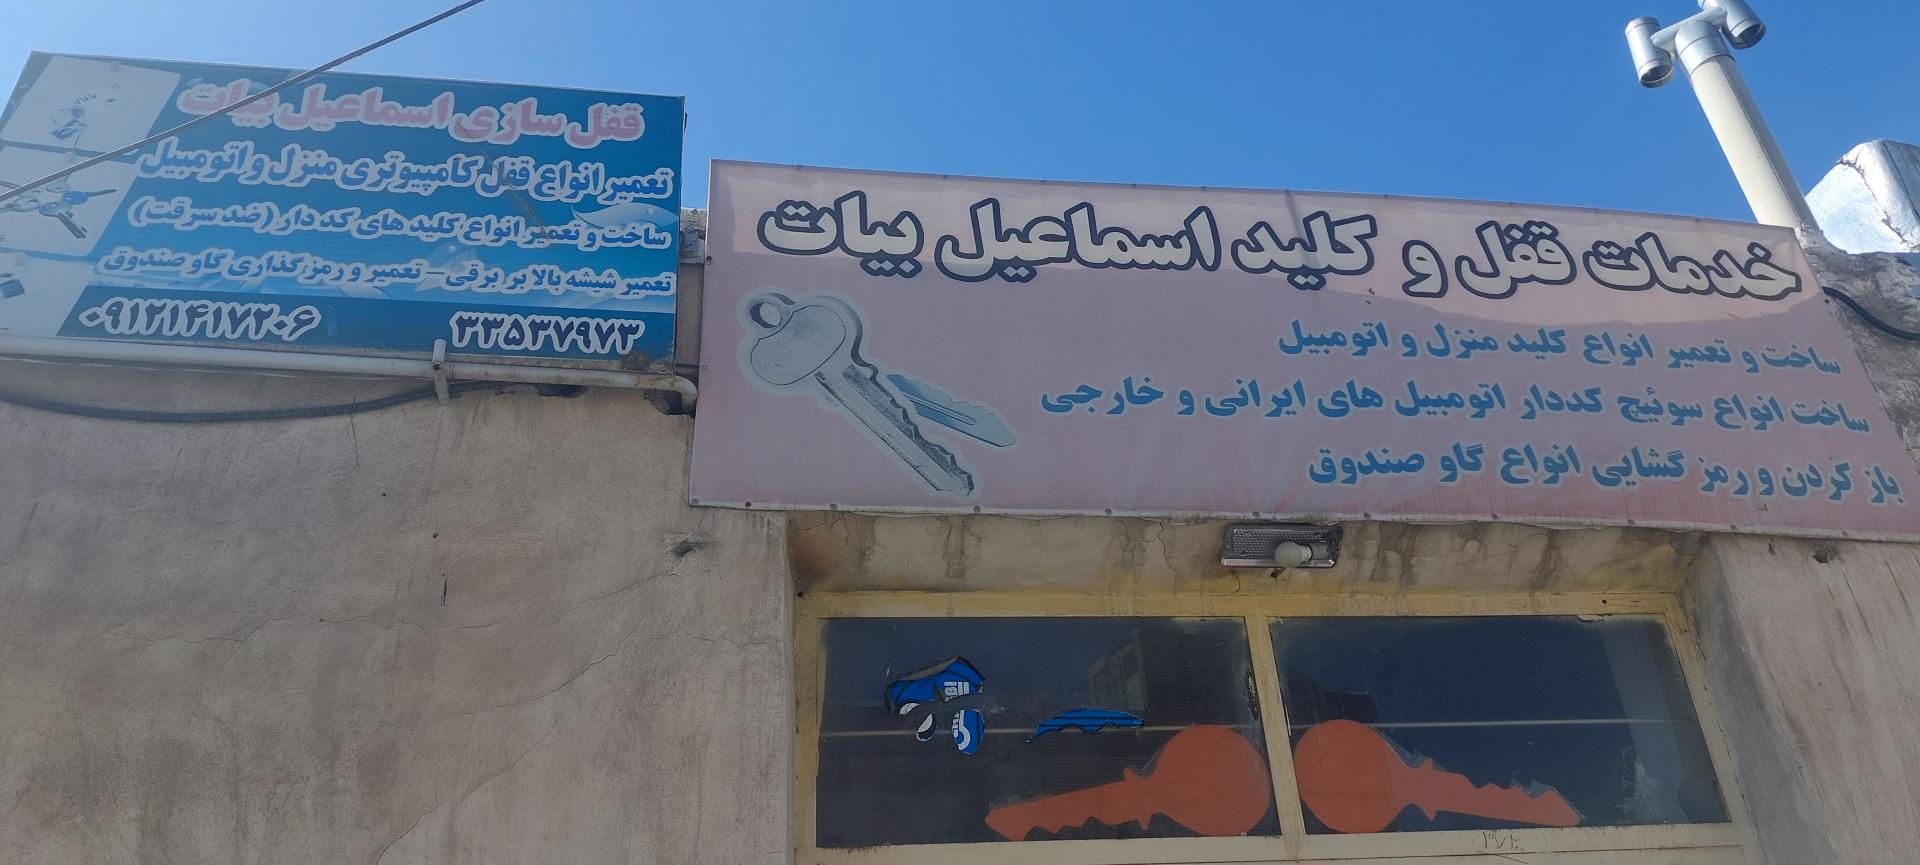 قفل سازی اسماعیل بیات
تعمیر انواع قفل کامپیوتری منزل و اتومبیل
ساخت و تعمیر انواع کلید های کددار (ضد سرقت)
تعمیر شیشه بالا بر برقی - تعمیر و رمز گذاری گاو صندوق
۳۳۵۳۷۹۷۳ ۰۹۱۲۱۴۱۷۲۰۶
خدمات قفل و کلید اسماعیل بیات
ساخت و تعمیر انواع کلید منزل و اتومبیل
ساخت انواع سوئیچ کددار اتومبیل های ایرانی و خارجی
باز کردن و رمز گشایی انواع گاو صندوق